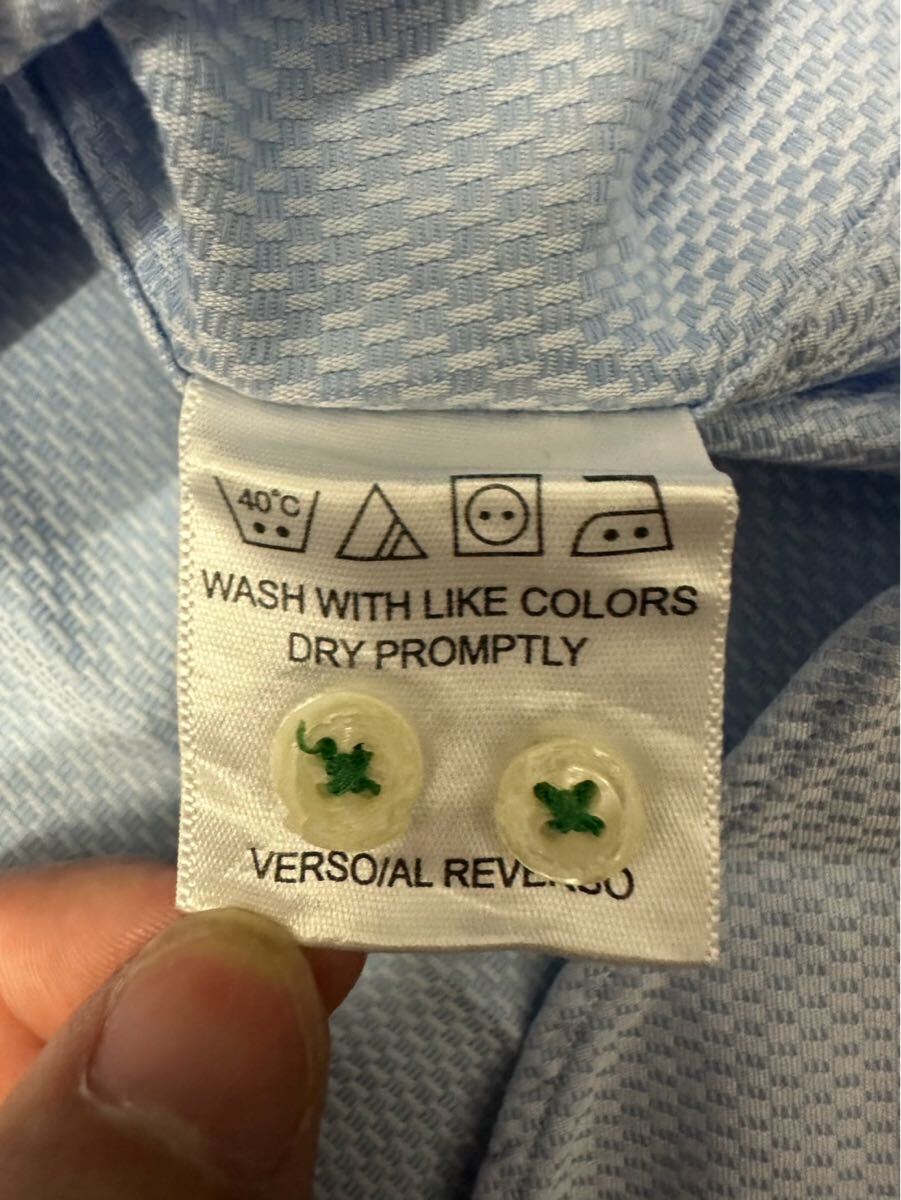 40°C
WASH WITH LIKE COLORS
DRY PROMPTLY
VERSO/AL REVERSO